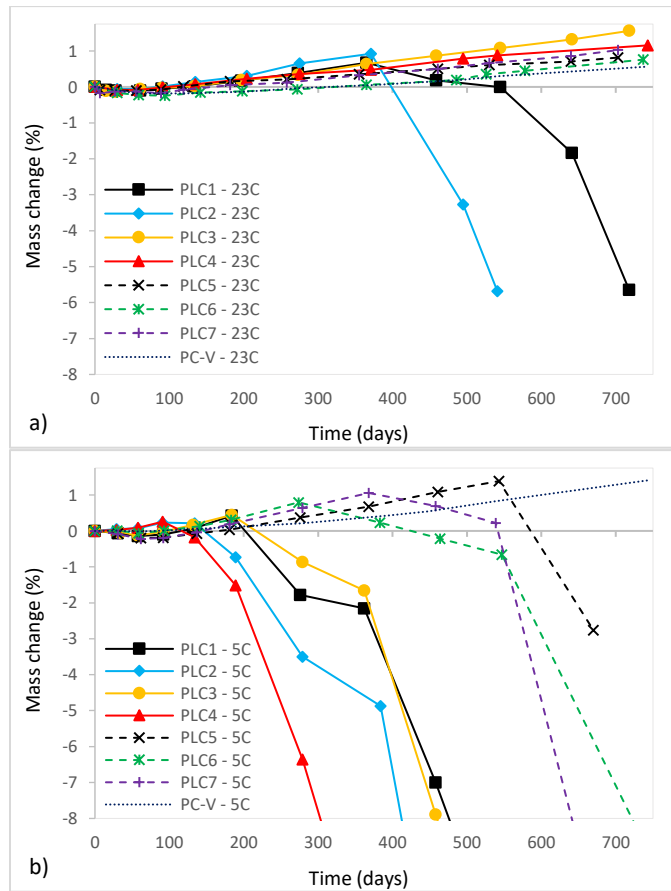 1
0
-1
-2
-3
-4
-5
-6
-7
-8
Mass change (%)
PLC1 - 23C
PLC2 - 23C
PLC3 - 23C
PLC4 - 23C
PLC5 - 23C
PLC6 - 23C
PLC7 - 23C
PC-V - 23C
0 100 200 300 400 500 600 700
a)
Time (days)
1
0
-1
-2
-3
-4
-5
-6
-7
-8
Mass change (%)
PLC1 - 5C
PLC2 - 5C
PLC3 - 5C
PLC4 - 5C
PLC5 - 5C
PLC6 - 5C
PLC7 - 5C
PC-V - 5C
0 100 200 300 400 500 600 700
b)
Time (days)